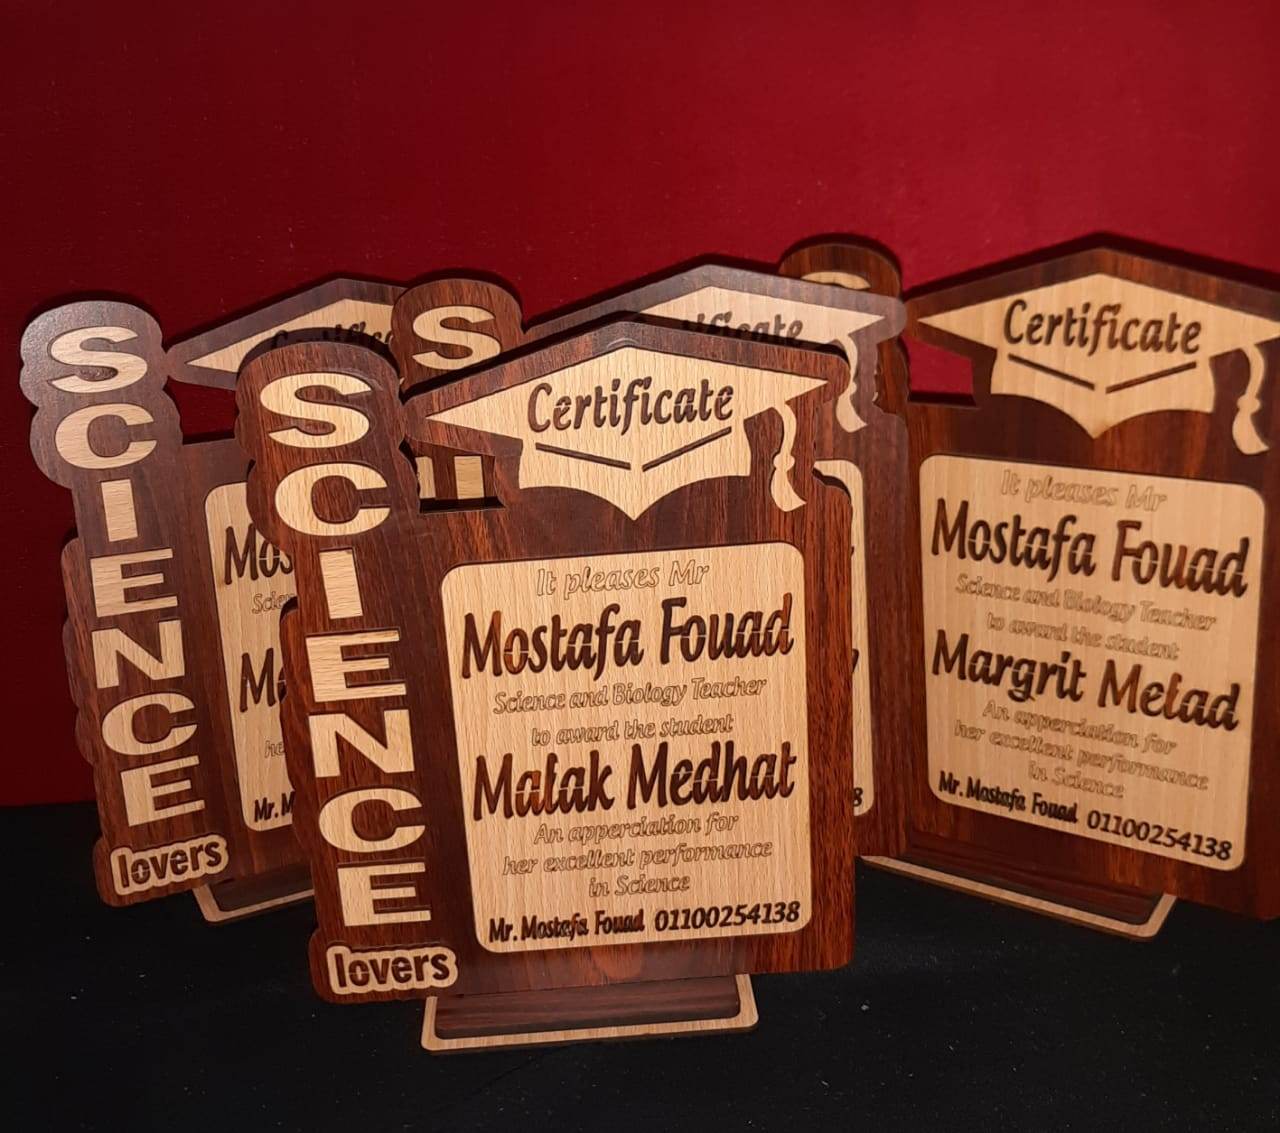 SCIENCE
lovers
Certificate
It pleases Mr
Mostafa Fouad
Science and Biology Teacher
to award the student
Malak Medhat
An apperciation for
her excellent performance
in Science
Mr. Mostafa Fouad 01100254138
Certificate
It pleases Mr
Mostafa Fouad
Science and Biology Teacher
to award the student
Margrit Melad
An apperciation for
her excellent performance
in Science
Mr. Mostafa Fouad 01100254138
SCIENCE
lovers
Certificate
S
Certificate